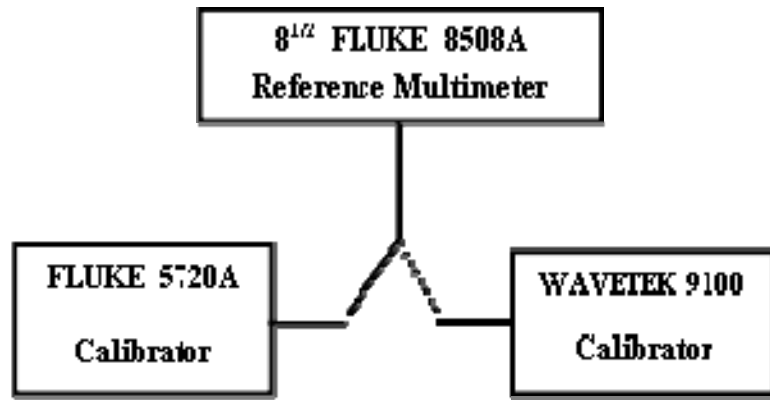 8 1/2 FLUKE 8508A
Reference Multimeter
FLUKE 5720A
Calibrator
WAVETEK 9100
Calibrator